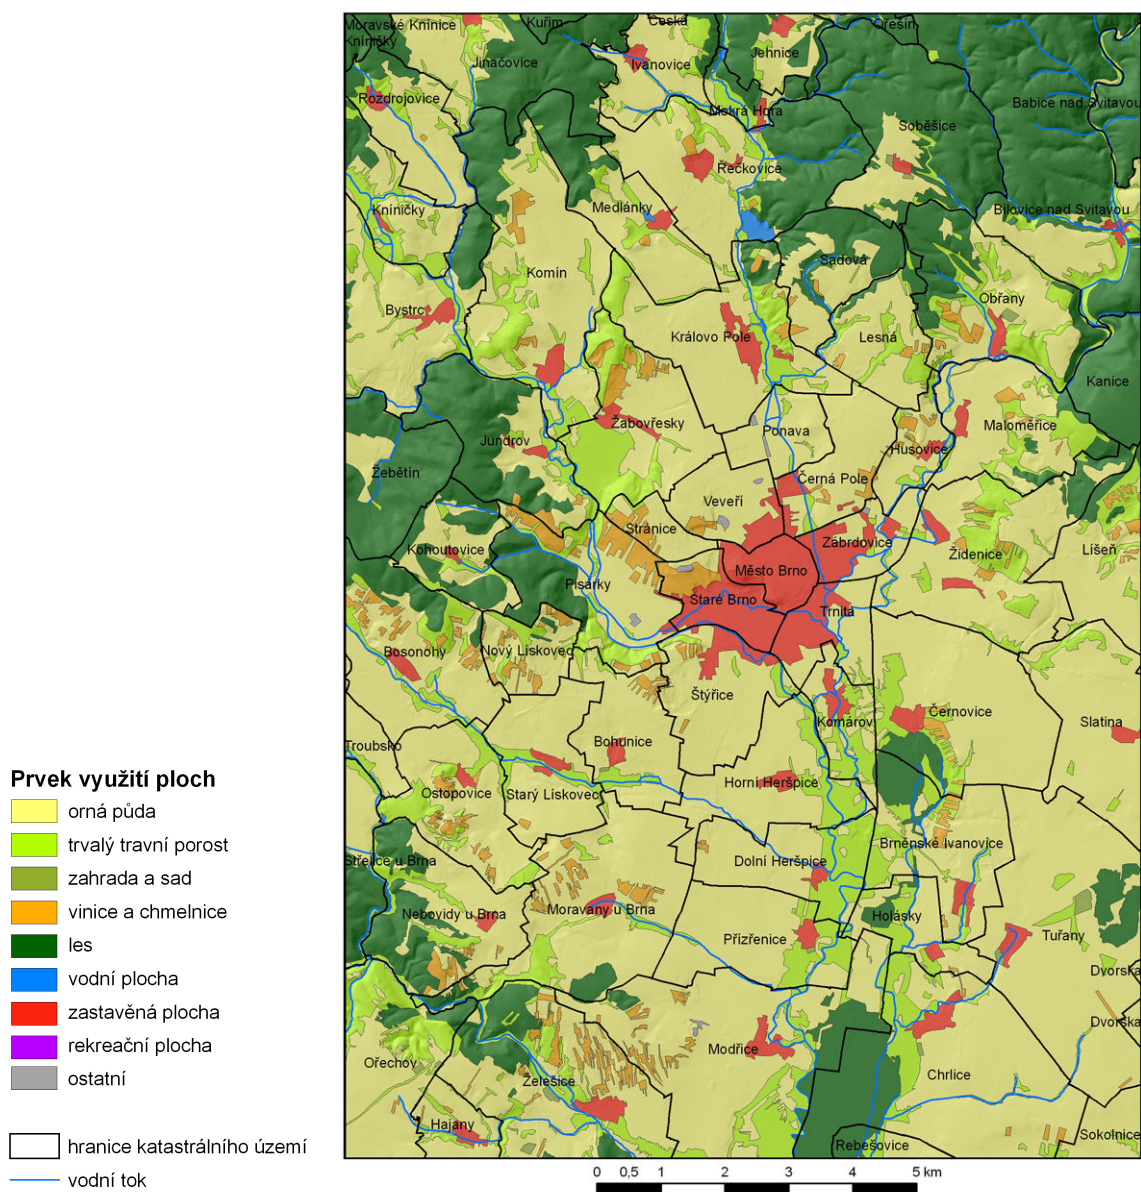 Moravské Knínice
Kuřim
Česká
Ořešín
Kníničky
Jinačovice
Ivanovice
Jehnice
Rozdrojovice
Mokrá Hora
Babice nad Svitavou
Soběšice
Řečkovice
Kníničky
Medlánky
Bílovice nad Svitavou
Komín
Sadová
Bystrc
Obřany
Královo Pole
Lesná
Kanice
Žabovřesky
Ponava
Maloměřice
Jundrov
Husovice
Žebětín
Černá Pole
Veveří
Stránice
Zábrdovice
Kohoutovice
Židenice
Líšeň
Město Brno
Pisárky
Staré Brno
Trnitá
Bosonohy
Nový Lískovec
Štýřice
Komárov
Černovice
Slatina
Troubsko
Bohunice
Prvek využití ploch
Ostopovice
Starý Lískovec
Horní Heršpice
orná půda
trvalý travní porost
Brněnské Ivanovice
Střelice u Brna
Dolní Heršpice
zahrada a sad
vinice a chmelnice
Nebovidy u Brna
Moravany u Brna
Holásky
les
Přízřenice
Tuřany
vodní plocha
Dvorska
zastavěná plocha
Dvorska
rekreační plocha
Modřice
Ořechov
ostatní
Želešice
Chrlice
Hajany
Sokolnice
hranice katastrálního území
Rebešovice
vodní tok
0 0,5 1 2 3 4 5 km